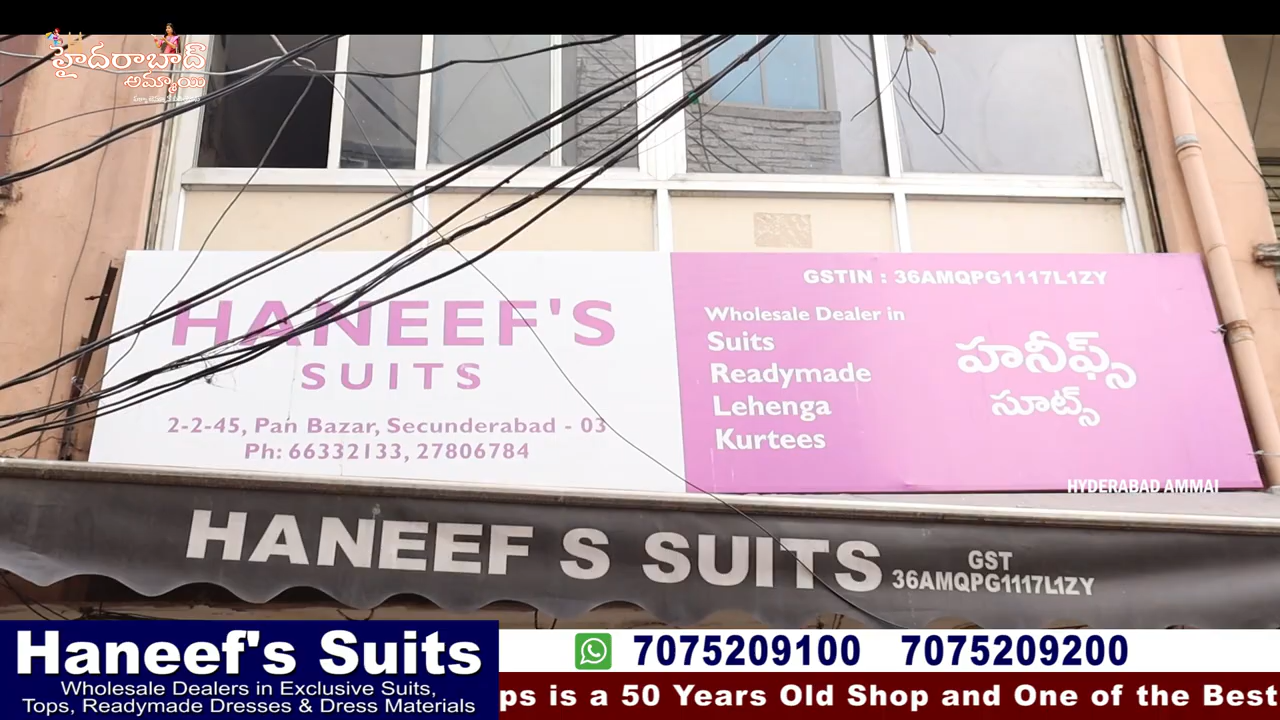 హైదరాబాద్
అమ్మాయి
HANEEF'S
SUITS
2-2-45, Pan Bazar, Secunderabad - 03
Ph: 66332133, 27806784
GSTIN : 36AMQPG1117L1ZY
Wholesale Dealer in
Suits
Readymade
Lehenga
Kurtees
హనీఫ్స్
సూట్స్
HYDERABAD AMMAI
HANEEF S SUITS
GST
36AMQPG1117L1ZY
Haneef's Suits
Wholesale Dealers in Exclusive Suits,
Tops, Readymade Dresses & Dress Materials
7075209100 7075209200
ps is a 50 Years Old Shop and One of the Best